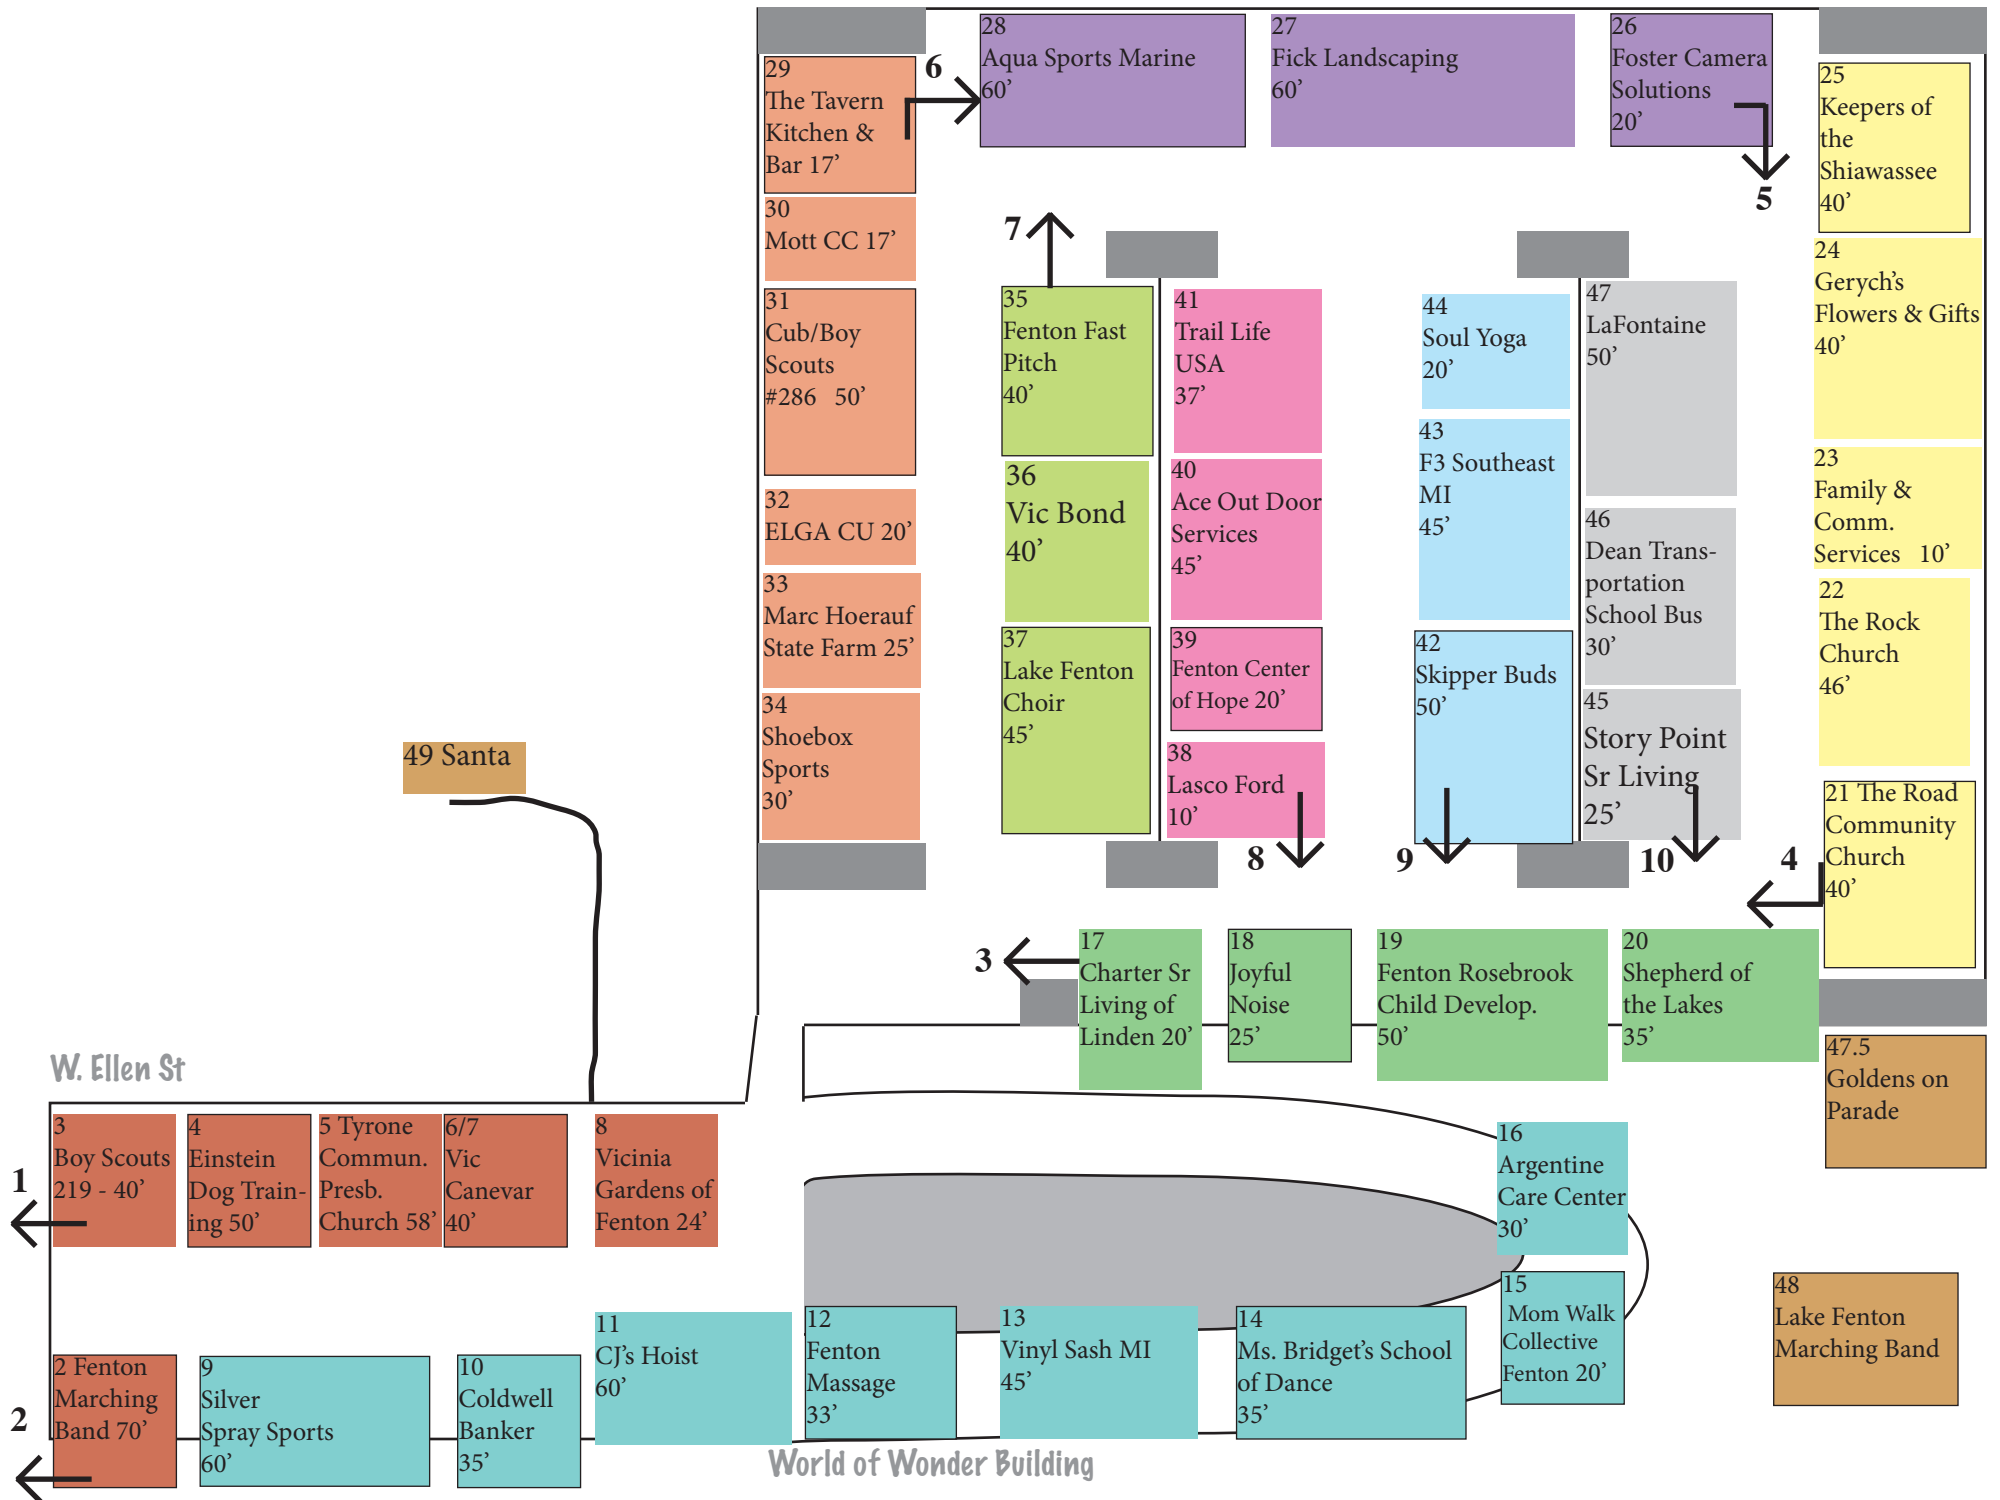 28
Aqua Sports Marine
60’
27
Fick Landscaping
60’
26
Foster Camera
Solutions
20’
6
5
29
The Tavern
Kitchen &
Bar 17’
30
Mott CC 17’
31
Cub/Boy
Scouts
#286 50’
32
ELGA CU 20’
33
Marc Hoerauf
State Farm 25’
34
Shoebox
Sports
30’
25
Keepers of
the
Shiawassee
40’
24
Gerych’s
Flowers & Gifts
40’
23
Family &
Comm.
Services 10’
22
The Rock
Church
46’
21 The Road
Community
Church
40’
7
35
Fenton Fast
Pitch
40’
36
Vic Bond
40’
37
Lake Fenton
Choir
45’
41
Trail Life
USA
37’
40
Ace Out Door
Services
45’
39
Fenton Center
of Hope 20’
38
Lasco Ford
10’
8
44
Soul Yoga
20’
43
F3 Southeast
MI
45’
42
Skipper Buds
50’
9
47
LaFontaine
50’
46
Dean Trans-
portation
School Bus
30’
45
Story Point
Sr Living
25’
10
4
49 Santa
3
17
Charter Sr
Living of
Linden 20’
18
Joyful
Noise
25’
19
Fenton Rosebrook
Child Develop.
50’
20
Shepherd of
the Lakes
35’
47.5
Goldens on
Parade
W. Ellen St
1
3
Boy Scouts
219 - 40’
4
Einstein
Dog Train-
ing 50’
5 Tyrone
Commun.
Presb.
Church 58’
6/7
Vic
Canevar
40’
8
Vicinia
Gardens of
Fenton 24’
16
Argentine
Care Center
30’
15
Mom Walk
Collective
Fenton 20’
48
Lake Fenton
Marching Band
2
2 Fenton
Marching
Band 70’
9
Silver
Spray Sports
60’
10
Coldwell
Banker
35’
11
CJ’s Hoist
60’
12
Fenton
Massage
33’
13
Vinyl Sash MI
45’
14
Ms. Bridget’s School
of Dance
35’
World of Wonder Building